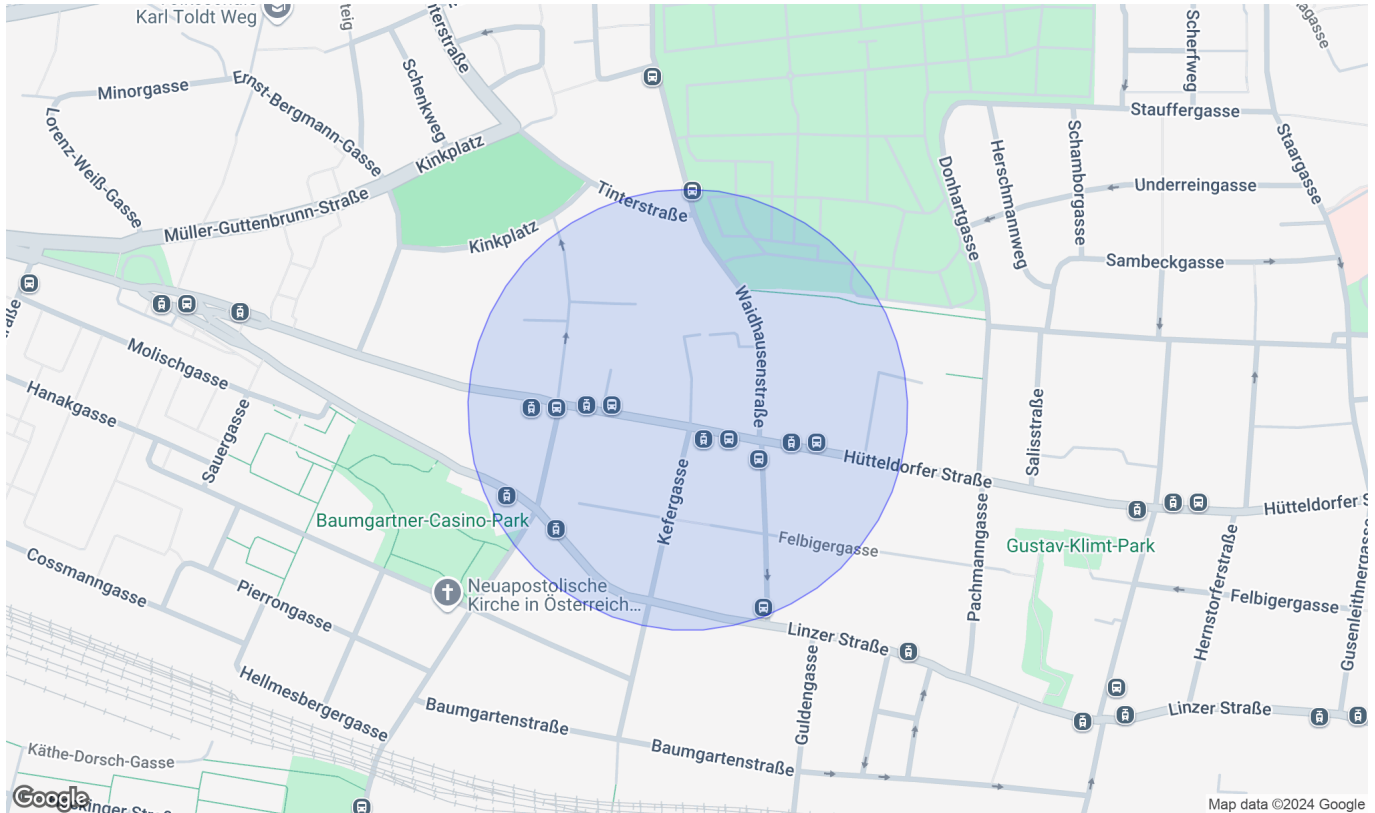 Karl Toldt Weg
Minorgasse
Ernst-Bergmann-Gasse
Schenkweg
Lorenz-Weiß-Gasse
Kinkplatz
Müller-Guttenbrunn-Straße
Kinkplatz
Tinterstraße
Scherfweg
Stauffergasse
Staargasse
Schamborgasse
Herschmannweg
Donhartgasse
Underreingasse
Sambeckgasse
Waidhausenstraße
Molischgasse
Hanakgasse
Sauergasse
Salisstraße
Hütteldorfer Straße
Hütteldorfer S
Baumgartner-Casino-Park
Kefergasse
Felbigergasse
Pachmanngasse
Gustav-Klimt-Park
Hernstorferstraße
Felbigergasse
Gusenleithnergasse
Cossmanngasse
Pierrongasse
Neuapostolische
Kirche in Österreich...
Linzer Straße
Guldengasse
Hellmesbergergasse
Baumgartenstraße
Baumgartenstraße
Linzer Straße
Käthe-Dorsch-Gasse
Google
Map data ©2024 Google